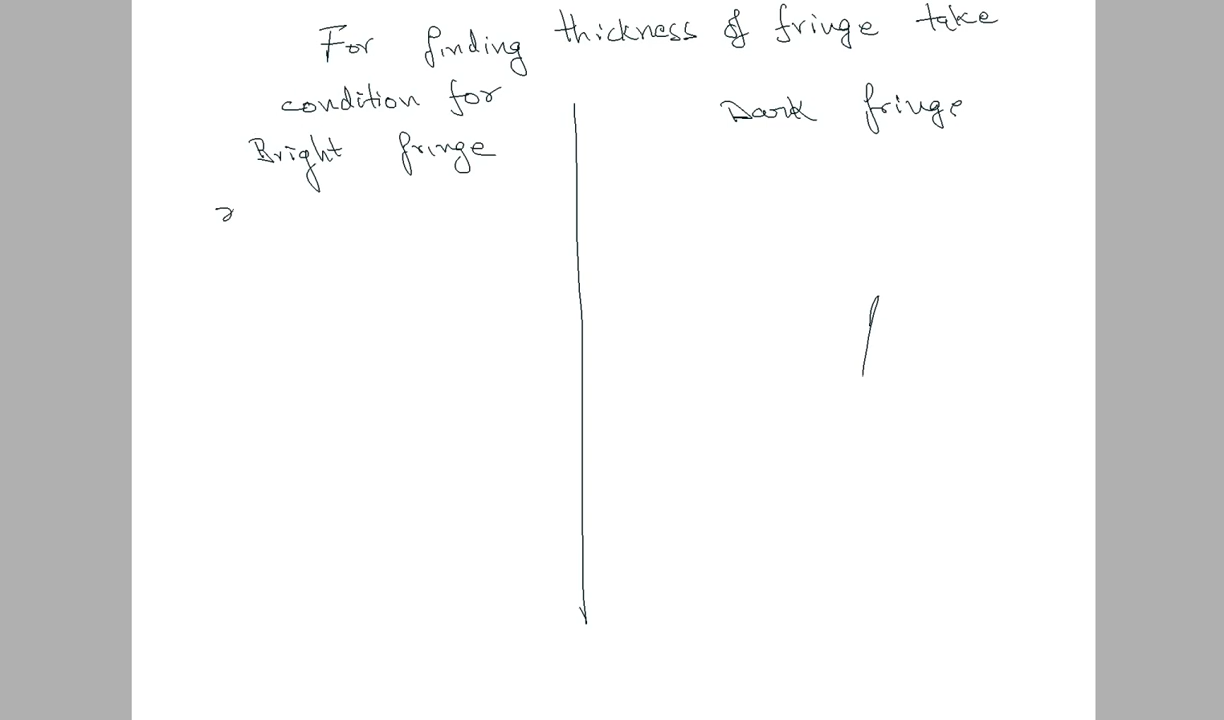 For finding thickness of fringe take
condition for
Bright fringe
Dark fringe